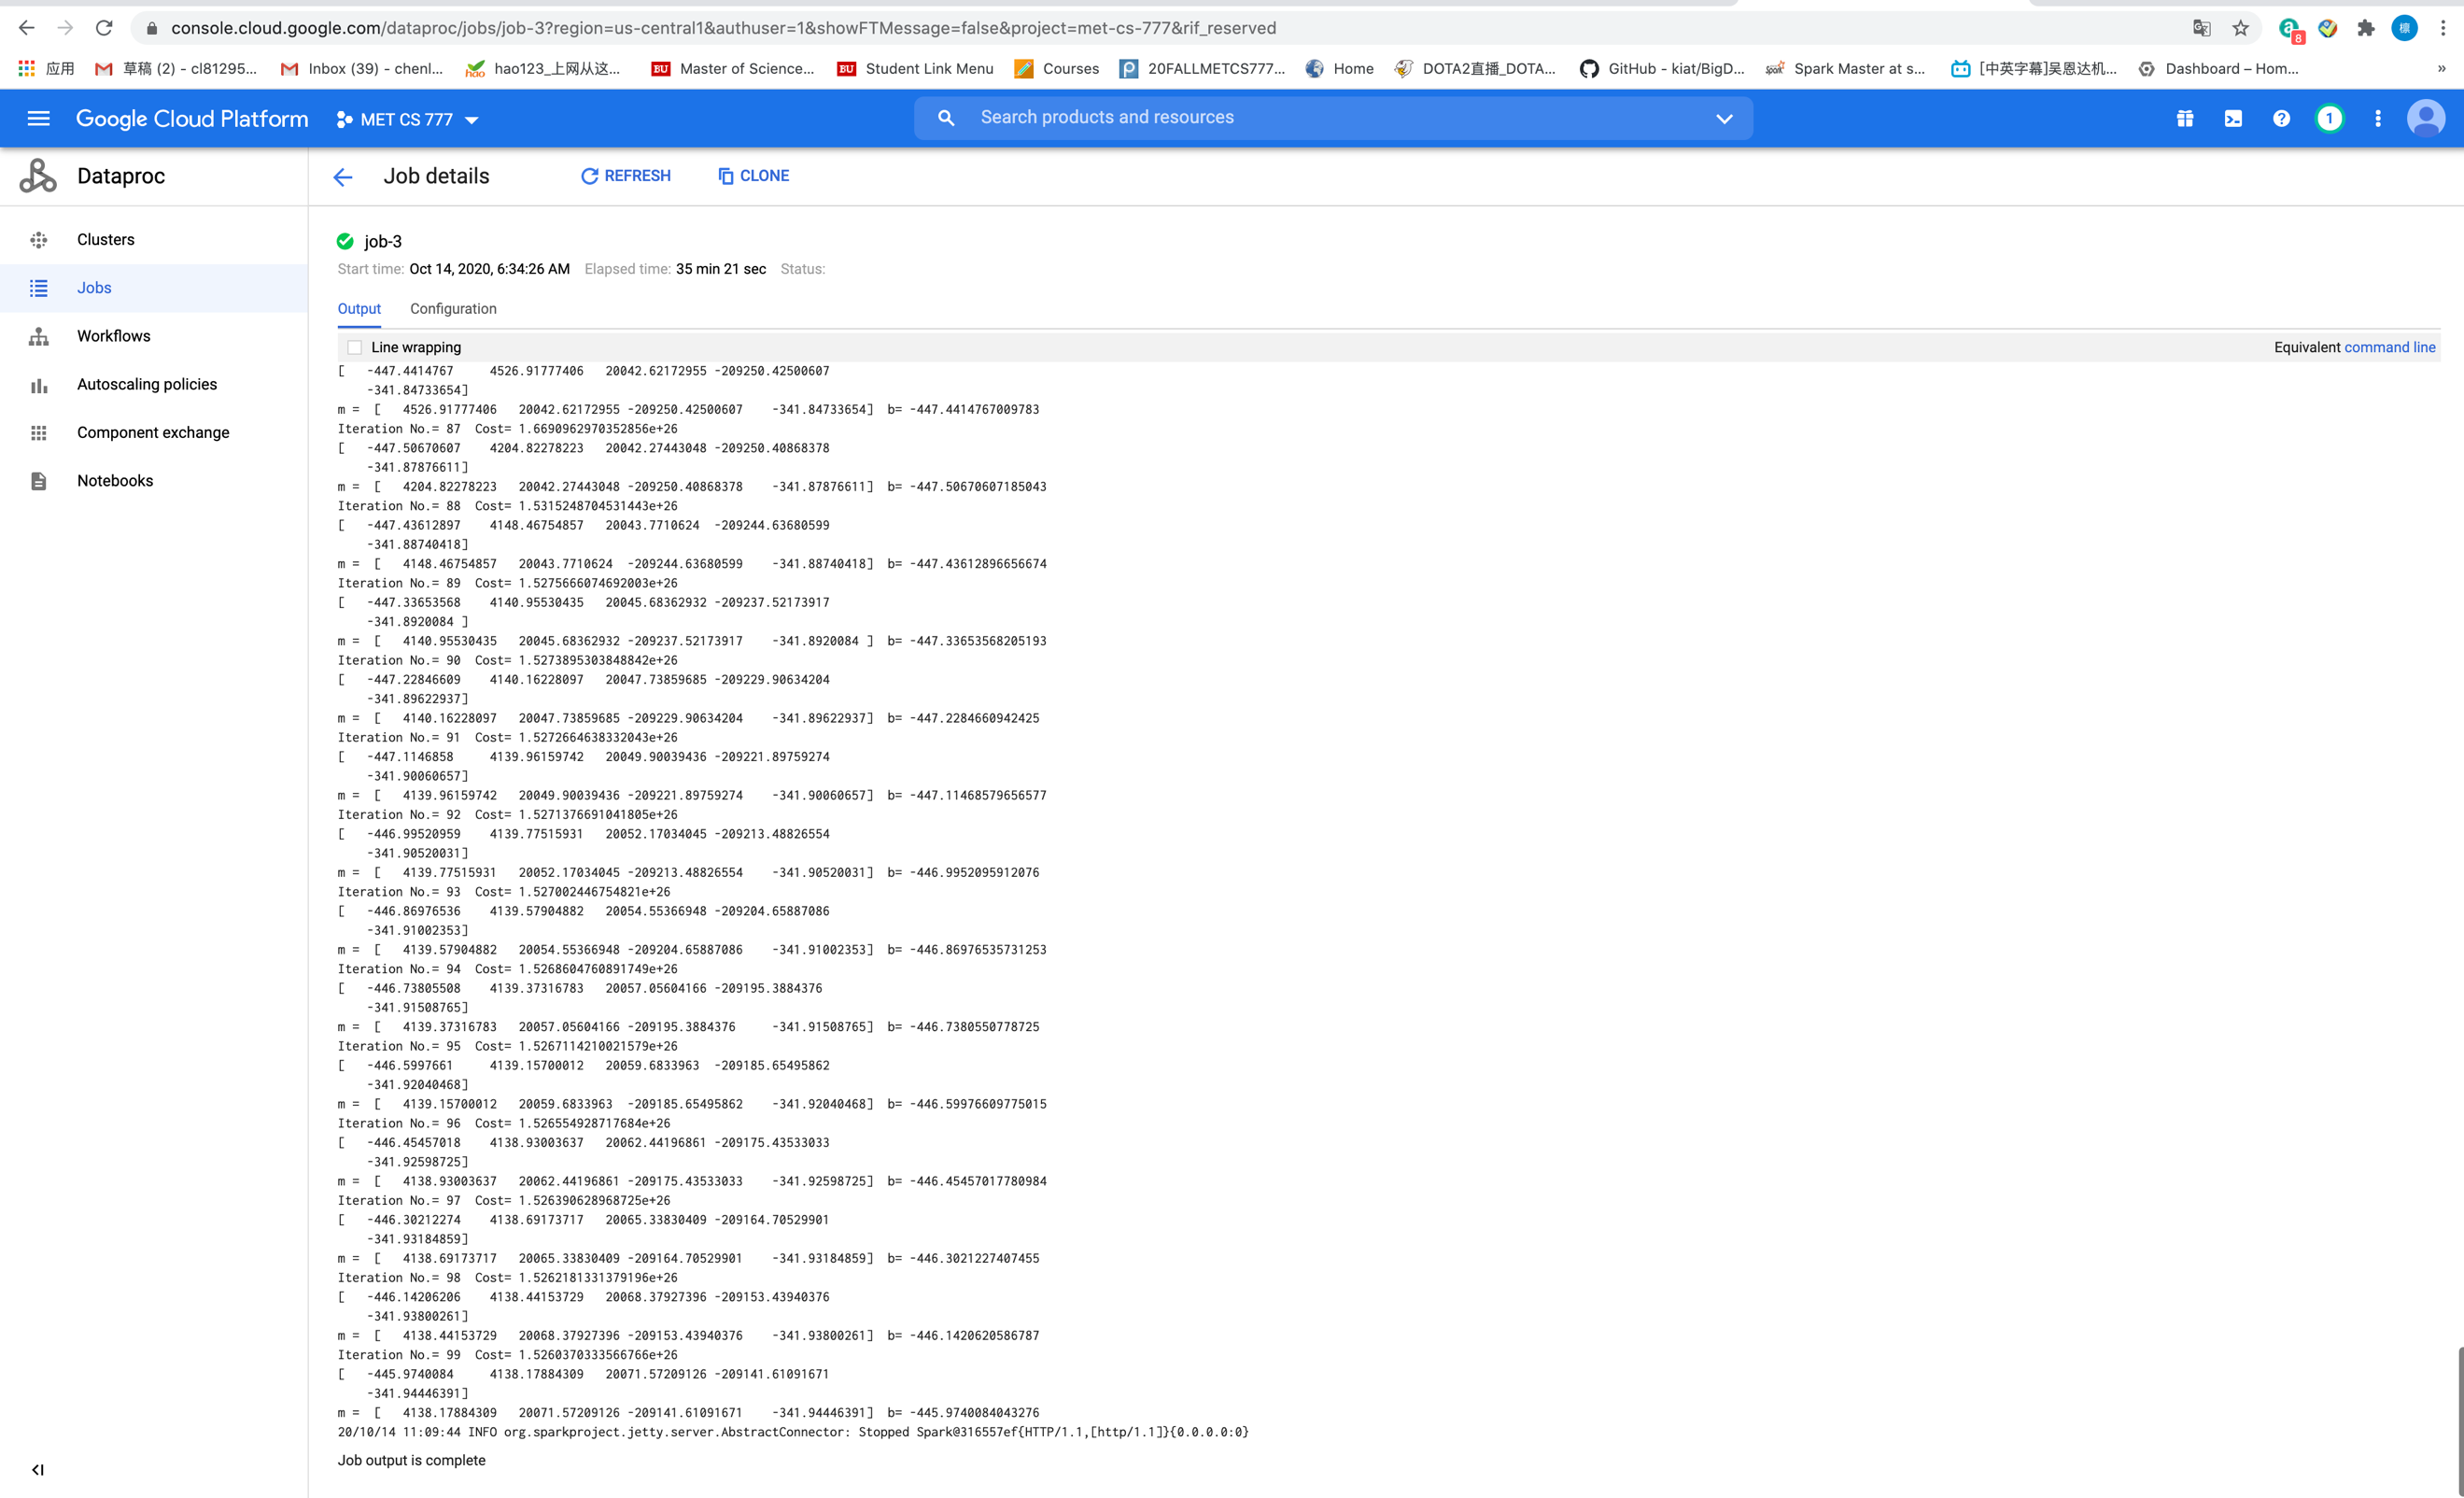 console.cloud.google.com/dataproc/jobs/job-3?region=us-central1&authuser=1&showFTMessage=false&project=met-cs-777&rif_reserved
8
標
应用 草稿 (2) - cl81295... Inbox (39) - chenl... hao123_上网从这... BU Master of Science... BU Student Link Menu Courses 20FALLMETCS777... Home DOTA2直播_DOTA... GitHub - kiat/BigD... Spark Master at s... [中英字幕]吴恩达机... Dashboard – Hom... »
Google Cloud Platform MET CS 777 Search products and resources 1
Dataproc
Job details REFRESH CLONE
Clusters
Jobs
Workflows
Autoscaling policies
Component exchange
Notebooks
job-3
Start time: Oct 14, 2020, 6:34:26 AM Elapsed time: 35 min 21 sec Status:
Output Configuration
Line wrapping Equivalent command line
[ -447.4414767 4526.91777406 20042.62172955 -209250.42500607
-341.84733654]
m = [ 4526.91777406 20042.62172955 -209250.42500607 -341.84733654] b= -447.4414767009783
Iteration No.= 87 Cost= 1.6690962970352856e+26
[ -447.50670607 4204.82278223 20042.27443048 -209250.40868378
-341.87876611]
m = [ 4204.82278223 20042.27443048 -209250.40868378 -341.87876611] b= -447.50670607185043
Iteration No.= 88 Cost= 1.5315248704531443e+26
[ -447.43612897 4148.46754857 20043.7710624 -209244.63680599
-341.88740418]
m = [ 4148.46754857 20043.7710624 -209244.63680599 -341.88740418] b= -447.43612896656674
Iteration No.= 89 Cost= 1.5275666074692003e+26
[ -447.33653568 4140.95530435 20045.68362932 -209237.52173917
-341.8920084 ]
m = [ 4140.95530435 20045.68362932 -209237.52173917 -341.8920084 ] b= -447.33653568205193
Iteration No.= 90 Cost= 1.5273895303848842e+26
[ -447.22846609 4140.16228097 20047.73859685 -209229.90634204
-341.89622937]
m = [ 4140.16228097 20047.73859685 -209229.90634204 -341.89622937] b= -447.2284660942425
Iteration No.= 91 Cost= 1.5272664638332043e+26
[ -447.1146858 4139.96159742 20049.90039436 -209221.89759274
-341.90060657]
m = [ 4139.96159742 20049.90039436 -209221.89759274 -341.90060657] b= -447.11468579656577
Iteration No.= 92 Cost= 1.5271376691041805e+26
[ -446.99520959 4139.77515931 20052.17034045 -209213.48826554
-341.90520031]
m = [ 4139.77515931 20052.17034045 -209213.48826554 -341.90520031] b= -446.9952095912076
Iteration No.= 93 Cost= 1.527002446754821e+26
[ -446.86976536 4139.57904882 20054.55366948 -209204.65887086
-341.91002353]
m = [ 4139.57904882 20054.55366948 -209204.65887086 -341.91002353] b= -446.86976535731253
Iteration No.= 94 Cost= 1.5268604760891749e+26
[ -446.73805508 4139.37316783 20057.05604166 -209195.3884376
-341.91508765]
m = [ 4139.37316783 20057.05604166 -209195.3884376 -341.91508765] b= -446.7380550778725
Iteration No.= 95 Cost= 1.5267114210021579e+26
[ -446.5997661 4139.15700012 20059.6833963 -209185.65495862
-341.92040468]
m = [ 4139.15700012 20059.6833963 -209185.65495862 -341.92040468] b= -446.59976609775015
Iteration No.= 96 Cost= 1.526554928717684e+26
[ -446.45457018 4138.93003637 20062.44196861 -209175.43533033
-341.92598725]
m = [ 4138.93003637 20062.44196861 -209175.43533033 -341.92598725] b= -446.45457017780984
Iteration No.= 97 Cost= 1.526390628968725e+26
[ -446.30212274 4138.69173717 20065.33830409 -209164.70529901
-341.93184859]
m = [ 4138.69173717 20065.33830409 -209164.70529901 -341.93184859] b= -446.3021227407455
Iteration No.= 98 Cost= 1.5262181331379196e+26
[ -446.14206206 4138.44153729 20068.37927396 -209153.43940376
-341.93800261]
m = [ 4138.44153729 20068.37927396 -209153.43940376 -341.93800261] b= -446.1420620586787
Iteration No.= 99 Cost= 1.5260370333566766e+26
[ -445.9740084 4138.17884309 20071.57209126 -209141.61091671
-341.94446391]
m = [ 4138.17884309 20071.57209126 -209141.61091671 -341.94446391] b= -445.9740084043276
20/10/14 11:09:44 INFO org.sparkproject.jetty.server.AbstractConnector: Stopped Spark@316557ef{HTTP/1.1,[http/1.1]}{0.0.0.0:0}
Job output is complete